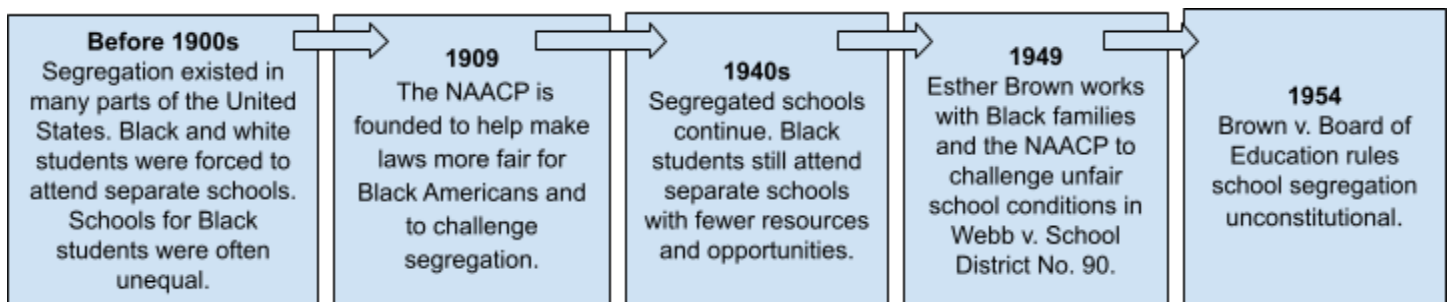 Before 1900s
Segregation existed in
many parts of the United
States. Black and white
students were forced to
attend separate schools.
Schools for Black
students were often
unequal.
1909
The NAACP is
founded to help make
laws more fair for
Black Americans and
to challenge
segregation.
1940s
Segregated schools
continue. Black
students still attend
separate schools
with fewer resources
and opportunities.
1949
Esther Brown works
with Black families
and the NAACP to
challenge unfair
school conditions in
Webb v. School
District No. 90.
1954
Brown v. Board of
Education rules
school segregation
unconstitutional.